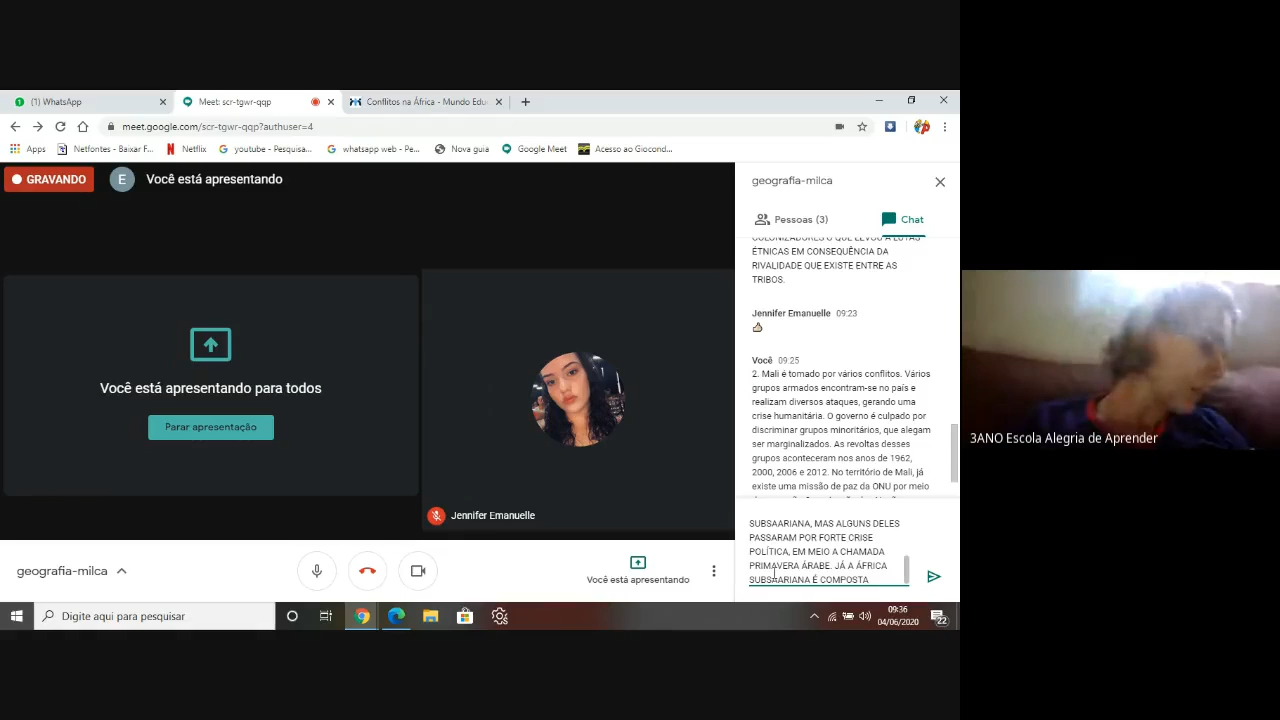 (1) WhatsApp
Meet: scr-tgwr-qqp
Conflitos na África - Mundo Edu
meet.google.com/scr-tgwr-qqp?authuser=4
Apps
Netfontes - Baixar F...
Netflix
youtube - Pesquisa...
whatsapp web - Pe...
Nova guia
Google Meet
Acesso ao Giocond...
GRAVANDO
E
Você está apresentando
Você está apresentando para todos
Parar apresentação
Jennifer Emanuelle
geografia-milca
Pessoas (3)
Chat
COLONIZADORES O QUE LEVOU A LUTAS
ÉTNICAS EM CONSEQUÊNCIA DA
RIVALIDADE QUE EXISTE ENTRE AS
TRIBOS.
Jennifer Emanuelle 09:23
Você 09:25
2. Mali é tomado por vários conflitos. Vários
grupos armados encontram-se no país e
realizam diversos ataques, gerando uma
crise humanitária. O governo é culpado por
discriminar grupos minoritários, que alegam
ser marginalizados. As revoltas desses
grupos aconteceram nos anos de 1962,
2000, 2006 e 2012. No território de Mali, já
existe uma missão de paz da ONU por meio
SUBSAARIANA, MAS ALGUNS DELES
PASSARAM POR FORTE CRISE
POLÍTICA, EM MEIO A CHAMADA
PRIMAVERA ÁRABE. JÁ A ÁFRICA
SUBSAARIANA É COMPOSTA
geografia-milca
Você está apresentando
Digite aqui para pesquisar
09:36
04/06/2020
22
3ANO Escola Alegria de Aprender